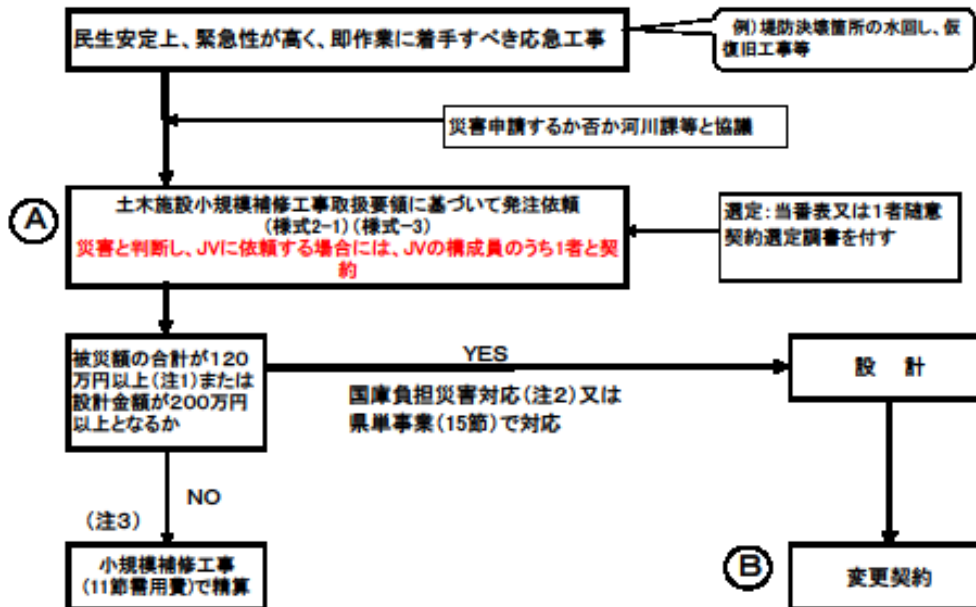 民生安定上、緊急性が高く、即作業に着手すべき応急工事
例)堤防決壊箇所の水回し、仮
復旧工事等
災害申請するか否か河川課等と協議
A
土木施設小規模補修工事取扱要領に基づいて発注依頼
(様式2-1)(様式-3)
災害と判断し、JVに依頼する場合には、JVの構成員のうち1者と契
約
選定:当番表又は1者随意
契約選定調書を付す
被災額の合計が120
万円以上(注1)または
設計金額が200万円
以上となるか
YES
国庫負担災害対応(注2)又は
県単事業(15節)で対応
設 計
NO
(注3)
小規模補修工事
(11節需用費)で精算
B
変更契約